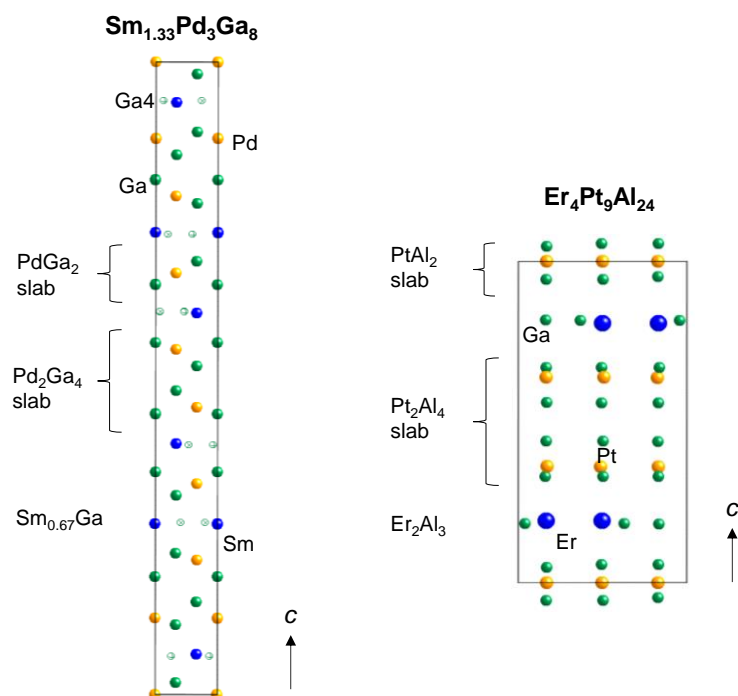 Sm₁.₃₃Pd₃Ga₈
Ga4
Pd
Ga
PdGa₂
slab
Pd₂Ga₄
slab
Sm₀.₆₇Ga
Sm
c
Er₄Pt₉Al₂₄
PtAl₂
slab
Ga
Pt₂Al₄
slab
Pt
Er₂Al₃
Er
c